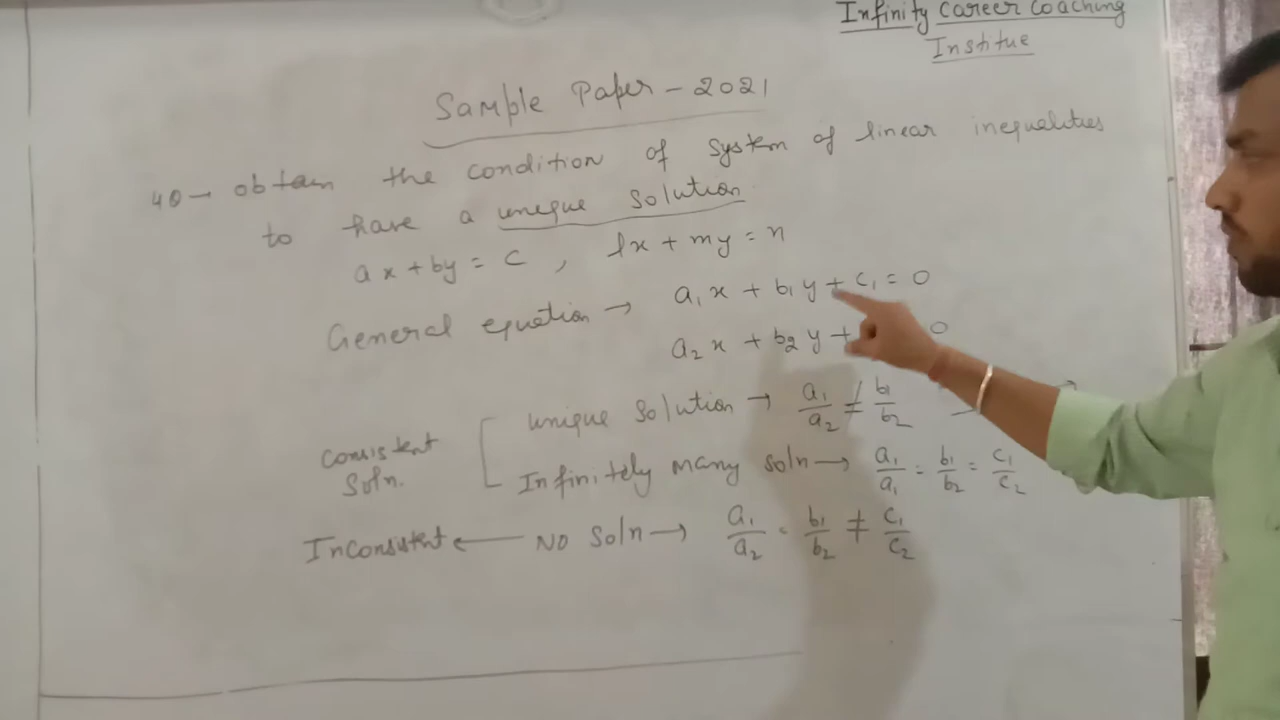 Infinity Career Coaching
Institue
Sample Paper - 2021
40→ obtain the condition of system of linear inequalities
to have a unique solution
ax + by = c , lx + my = n
General equation → a₁x + b₁y + c₁ = 0
a₂x + b₂y + 0
Unique Solution → a₁/a₂ ≠ b₁/b₂
Consistent
Soln.
Infinitely many soln → a₁/a₁ = b₁/b₂ = c₁/c₂
Inconsistent ← NO Soln → a₁/a₂ = b₁/b₂ ≠ c₁/c₂